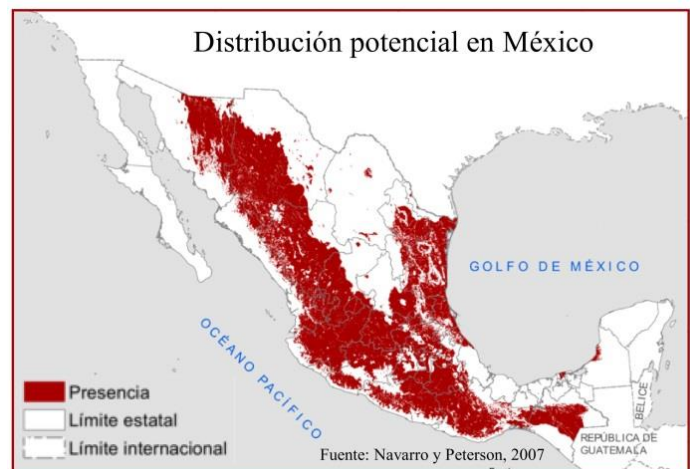 Distribución potencial en México
GOLFO DE MÉXICO
OCÉANO PACÍFICO
BELICE
REPÚBLICA DE
GUATEMALA
Presencia
Límite estatal
Límite internacional
Fuente: Navarro y Peterson, 2007